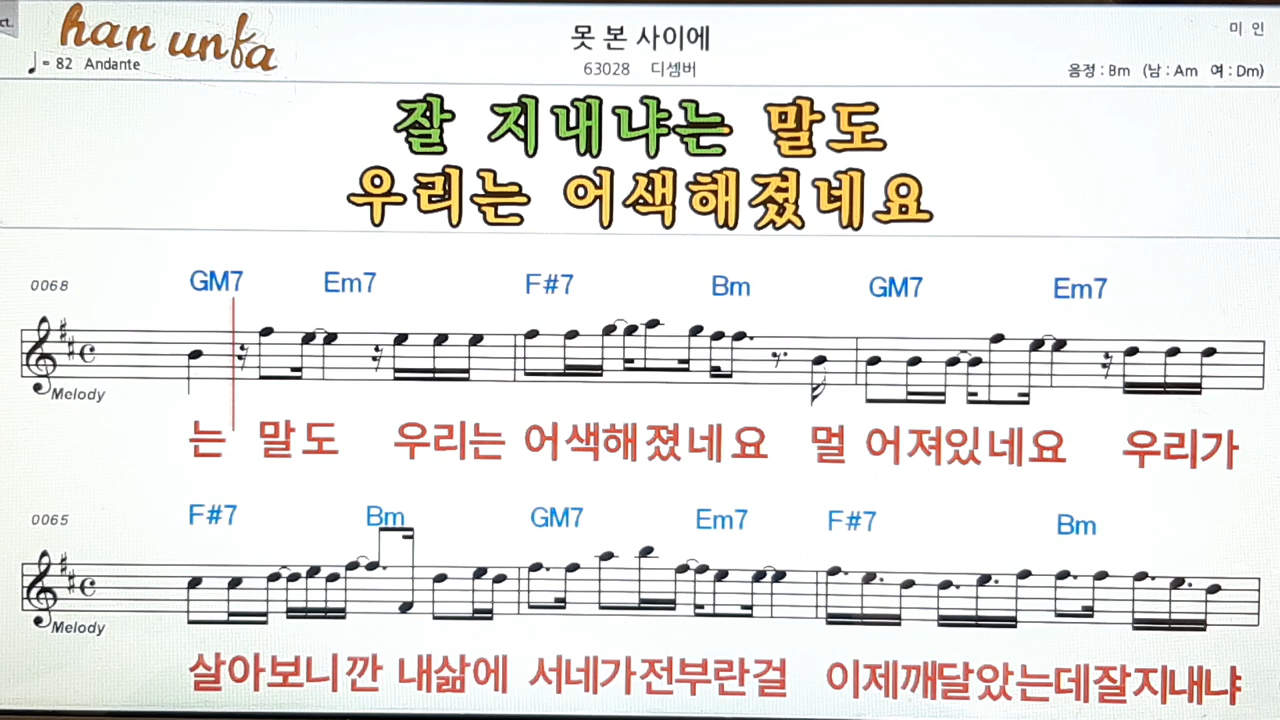 ct.
han unfa
못 본 사이에
미 인
♩= 82 Andante
63028 디셈버
음정 : Bm (남 : Am 여 : Dm)
잘 지내냐는 말도
우리는 어색해졌네요
0068
GM7 Em7 F#7 Bm GM7 Em7
Melody
는 말도 우리는 어색해졌네요 멀 어져있네요 우리가
0065
F#7 Bm GM7 Em7 F#7 Bm
Melody
살아보니깐 내삶에 서네가전부란걸 이제깨달았는데잘지내냐